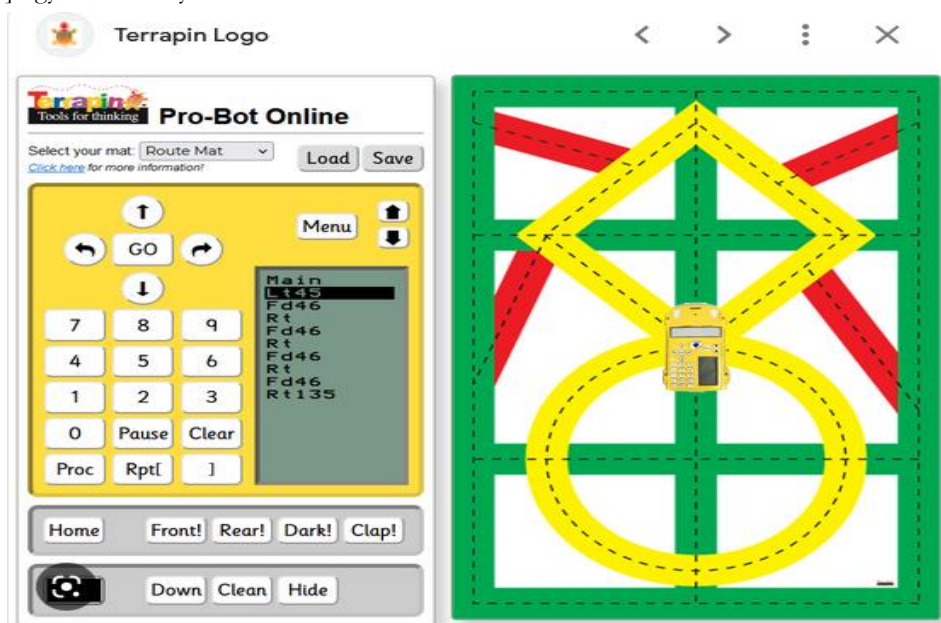 Terrapin Logo
Terrapin
Tools for thinking
Pro-Bot Online
Select your mat: Route Mat
Click here for more information!
Load Save
GO
Menu
Main
Lt45
Fd46
Rt
Fd46
Rt
Fd46
Rt
Fd46
Rt135
7 8 9
4 5 6
1 2 3
0 Pause Clear
Proc Rpt[ ]
Home Front! Rear! Dark! Clap!
Down Clean Hide